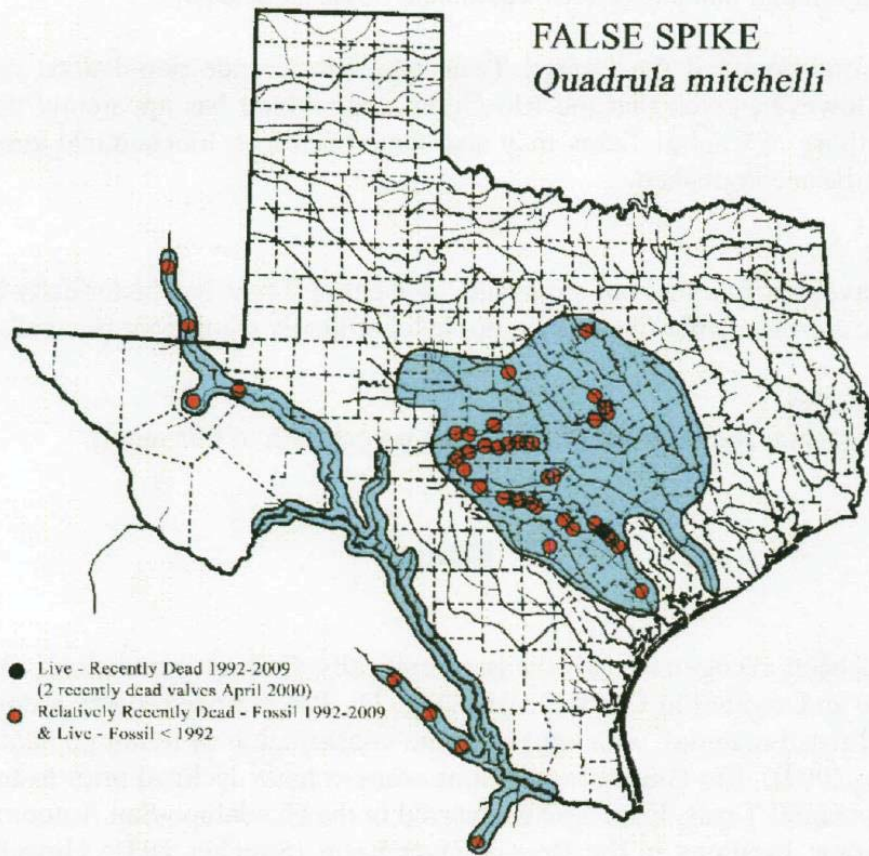 FALSE SPIKE
Quadrula mitchelli
Live - Recently Dead 1992-2009
(2 recently dead valves April 2000)
Relatively Recently Dead - Fossil 1992-2009
& Live - Fossil < 1992